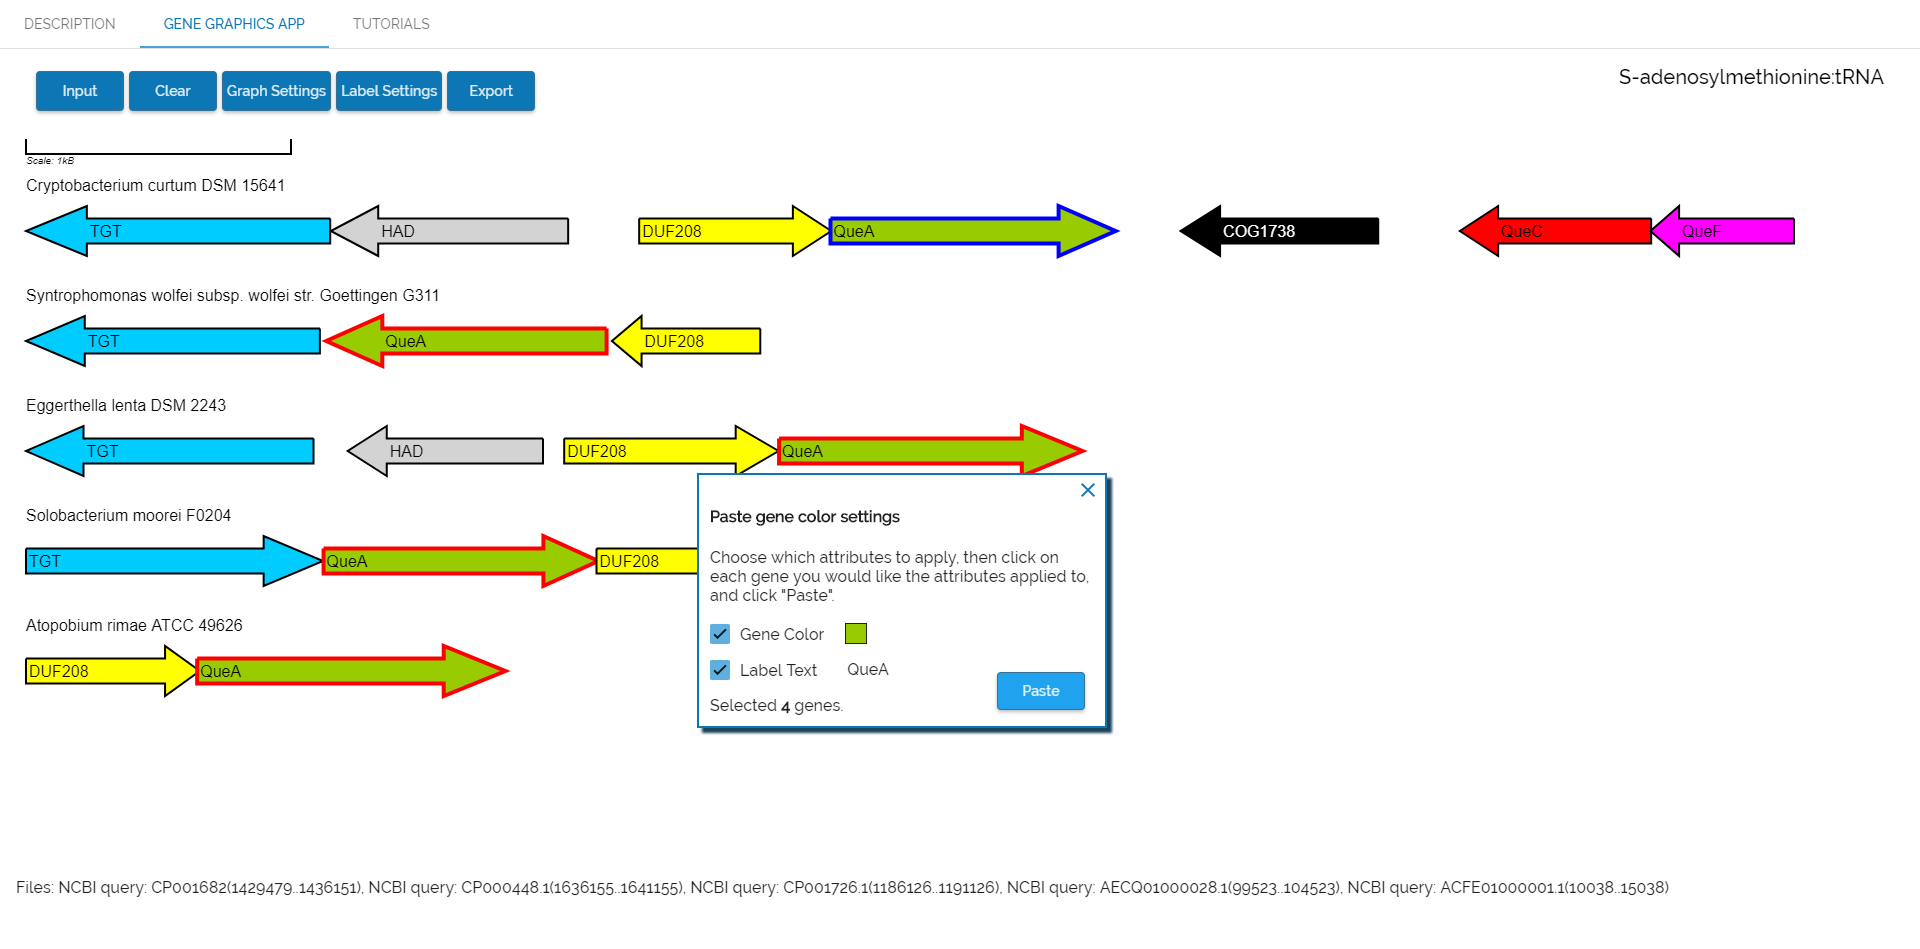 DESCRIPTION GENE GRAPHICS APP TUTORIALS
Input Clear Graph Settings Label Settings Export
S-adenosylmethionine:tRNA
Scale: 1kB
Cryptobacterium curtum DSM 15641
TGT HAD DUF208 QueA COG1738 QueC QueF
Syntrophomonas wolfei subsp. wolfei str. Goettingen G311
TGT QueA DUF208
Eggerthella lenta DSM 2243
TGT HAD DUF208 QueA
Solobacterium moorei F0204
TGT QueA DUF208
Atopobium rimae ATCC 49626
DUF208 QueA
Paste gene color settings
Choose which attributes to apply, then click on
each gene you would like the attributes applied to,
and click "Paste".
Gene Color
Label Text QueA
Selected 4 genes.
Paste
Files: NCBI query: CP001682(1429479..1436151), NCBI query: CP000448.1(1636155..1641155), NCBI query: CP001726.1(1186126..1191126), NCBI query: AECQ01000028.1(99523..104523), NCBI query: ACFE01000001.1(10038..15038)